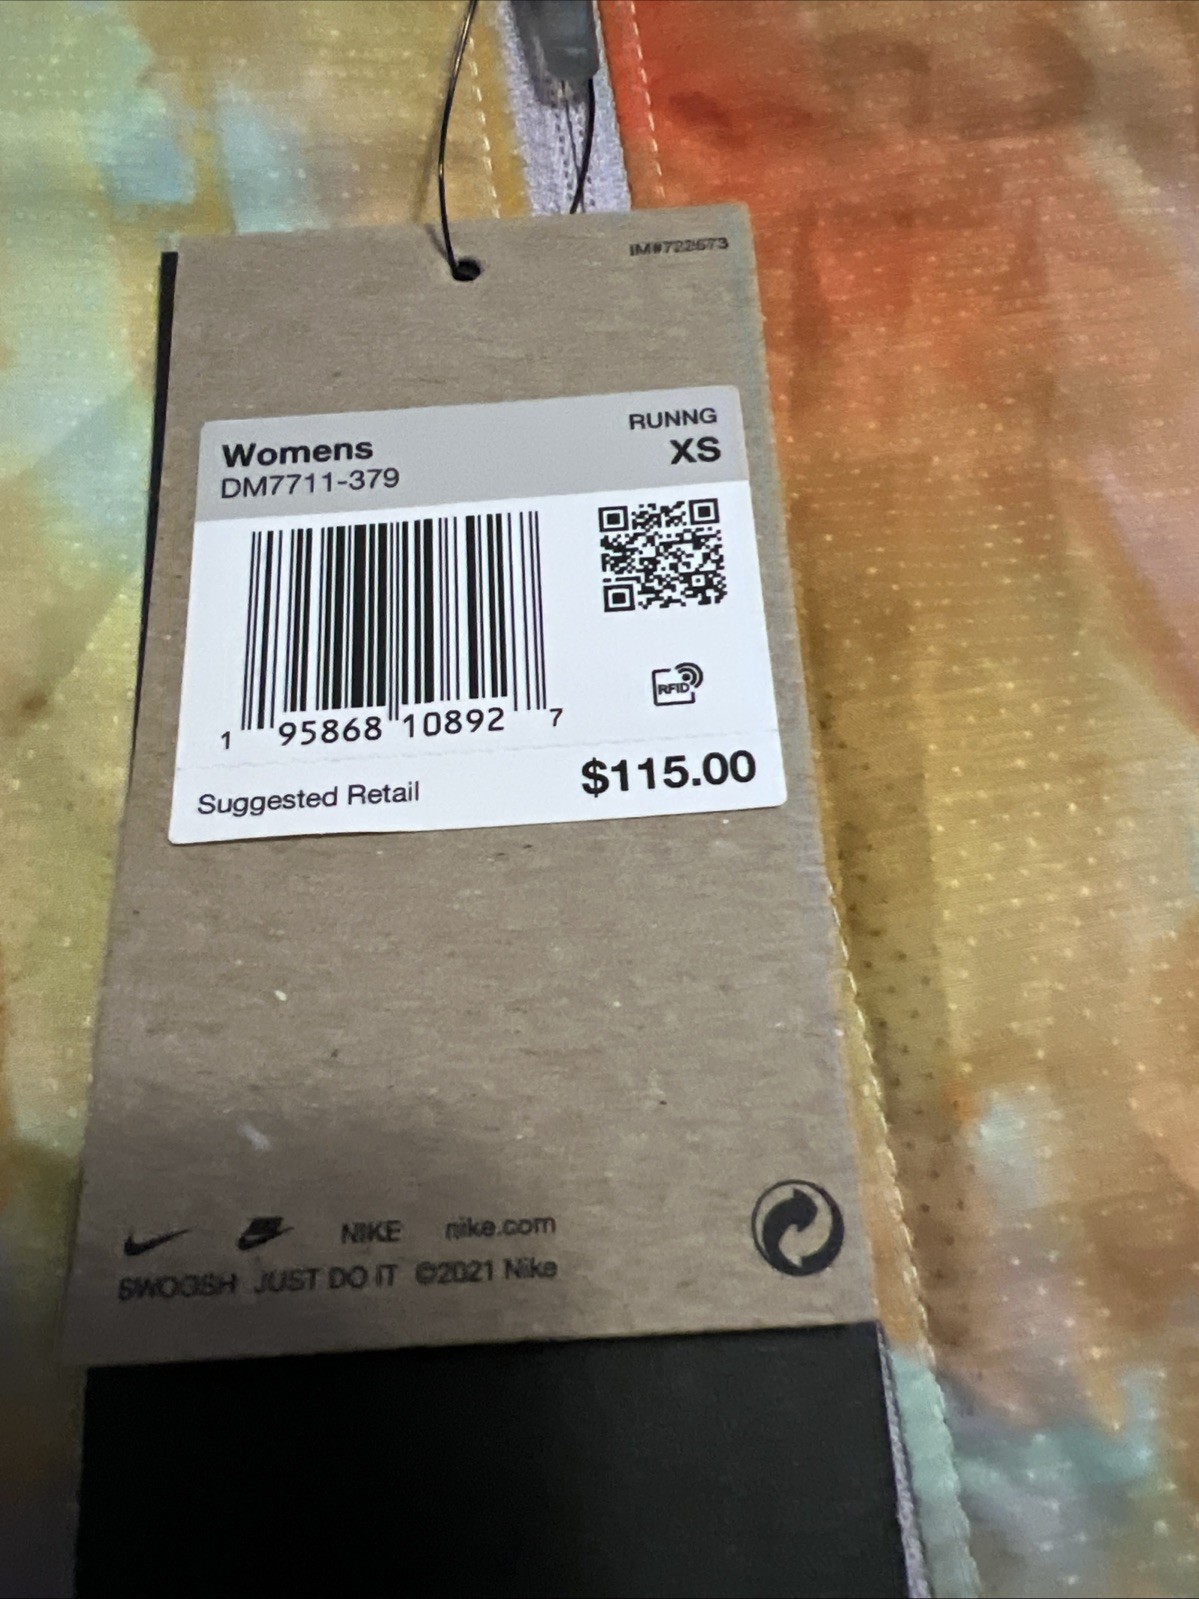 IM#722673
RUNNG
Womens XS
DM7711-379
RFID
1 95868 10892 7
Suggested Retail $115.00
NIKE nike.com
SWOOSH JUST DO IT ©2021 Nike